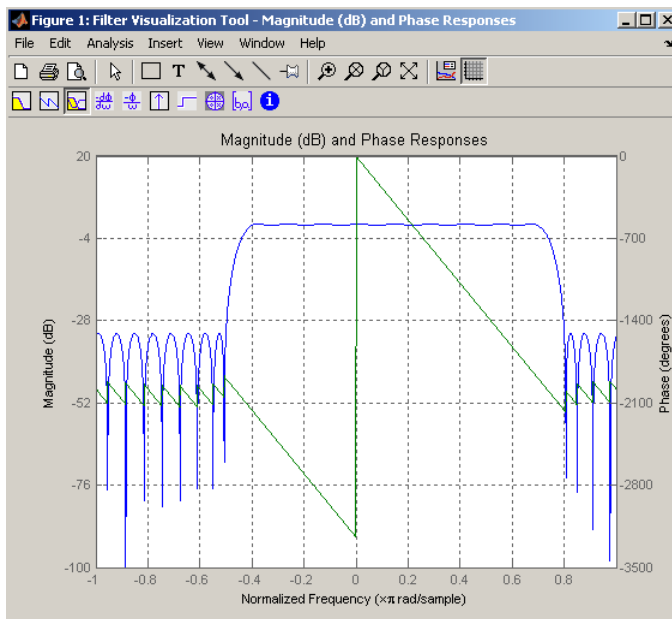 Figure 1: Filter Visualization Tool - Magnitude (dB) and Phase Responses
File Edit Analysis Insert View Window Help
T
[b,a]
i
Magnitude (dB) and Phase Responses
20
-4
-28
-52
-76
-100
Magnitude (dB)
0
-700
-1400
-2100
-2800
-3500
Phase (degrees)
-1 -0.8 -0.6 -0.4 -0.2 0 0.2 0.4 0.6 0.8
Normalized Frequency (×π rad/sample)